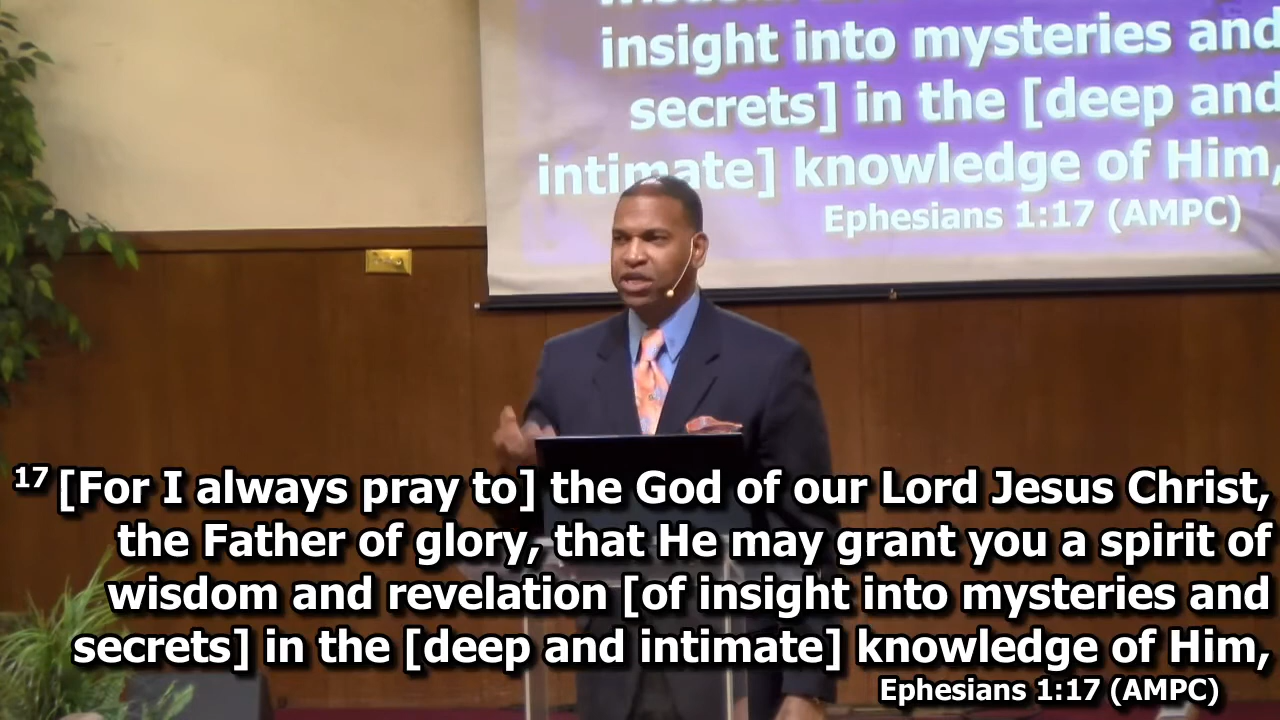 insight into mysteries and
secrets] in the [deep and
intimate] knowledge of Him,
Ephesians 1:17 (AMPC)
17 [For I always pray to] the God of our Lord Jesus Christ,
the Father of glory, that He may grant you a spirit of
wisdom and revelation [of insight into mysteries and
secrets] in the [deep and intimate] knowledge of Him,
Ephesians 1:17 (AMPC)